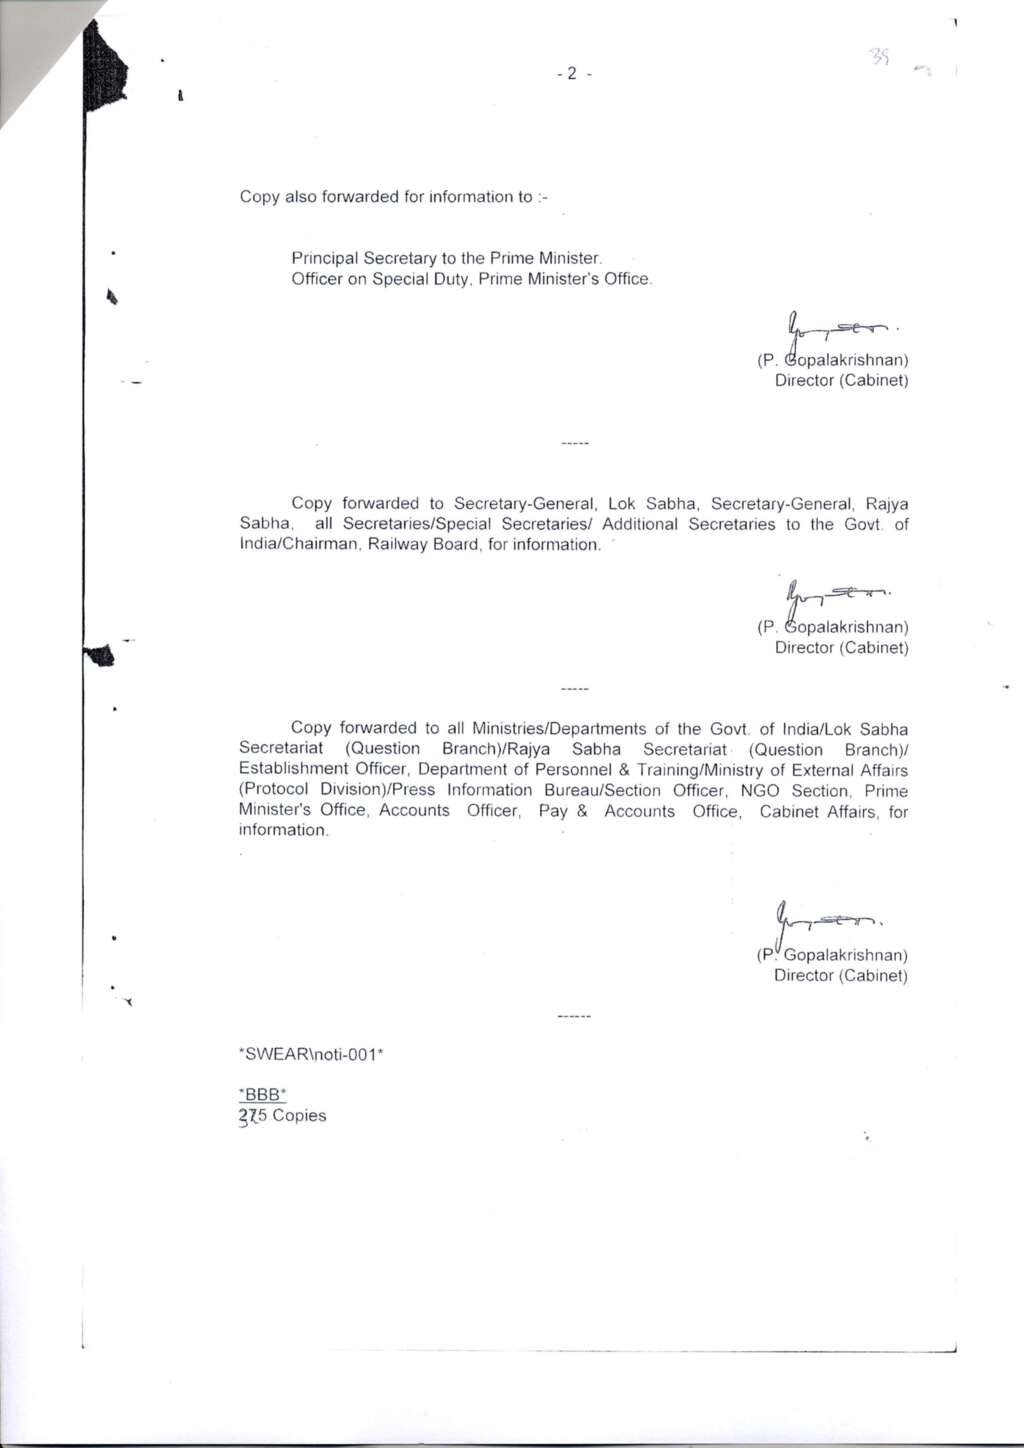 - 2 -
Copy also forwarded for information to :-
Principal Secretary to the Prime Minister.
Officer on Special Duty, Prime Minister's Office.
(P. Gopalakrishnan)
Director (Cabinet)
-----
Copy forwarded to Secretary-General, Lok Sabha, Secretary-General, Rajya
Sabha, all Secretaries/Special Secretaries/ Additional Secretaries to the Govt. of
India/Chairman, Railway Board, for information.
(P. Gopalakrishnan)
Director (Cabinet)
-----
Copy forwarded to all Ministries/Departments of the Govt. of India/Lok Sabha
Secretariat (Question Branch)/Rajya Sabha Secretariat (Question Branch)/
Establishment Officer, Department of Personnel & Training/Ministry of External Affairs
(Protocol Division)/Press Information Bureau/Section Officer, NGO Section, Prime
Minister's Office, Accounts Officer, Pay & Accounts Office, Cabinet Affairs, for
information.
(P. Gopalakrishnan)
Director (Cabinet)
------
*SWEAR\noti-001*
*BBB*
Copies